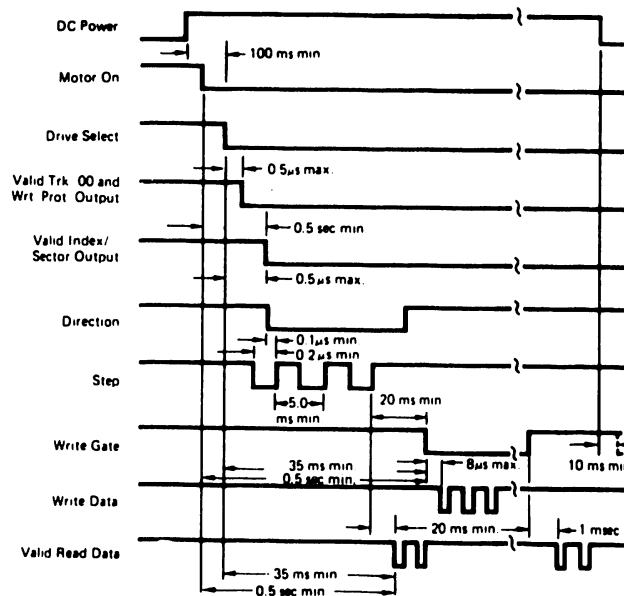 DC Power
100 ms min
Motor On
Drive Select
0.5μs max.
Valid Trk 00 and
Wrt Prot Output
0.5 sec min
Valid Index/
Sector Output
0.5μs max.
Direction
0.1μs min
0.2μs min
Step
5.0
ms min
20 ms min
Write Gate
35 ms min
8μs max.
10 ms min
0.5 sec min.
Write Data
20 ms min.
1 msec
Valid Read Data
35 ms min
0.5 sec min